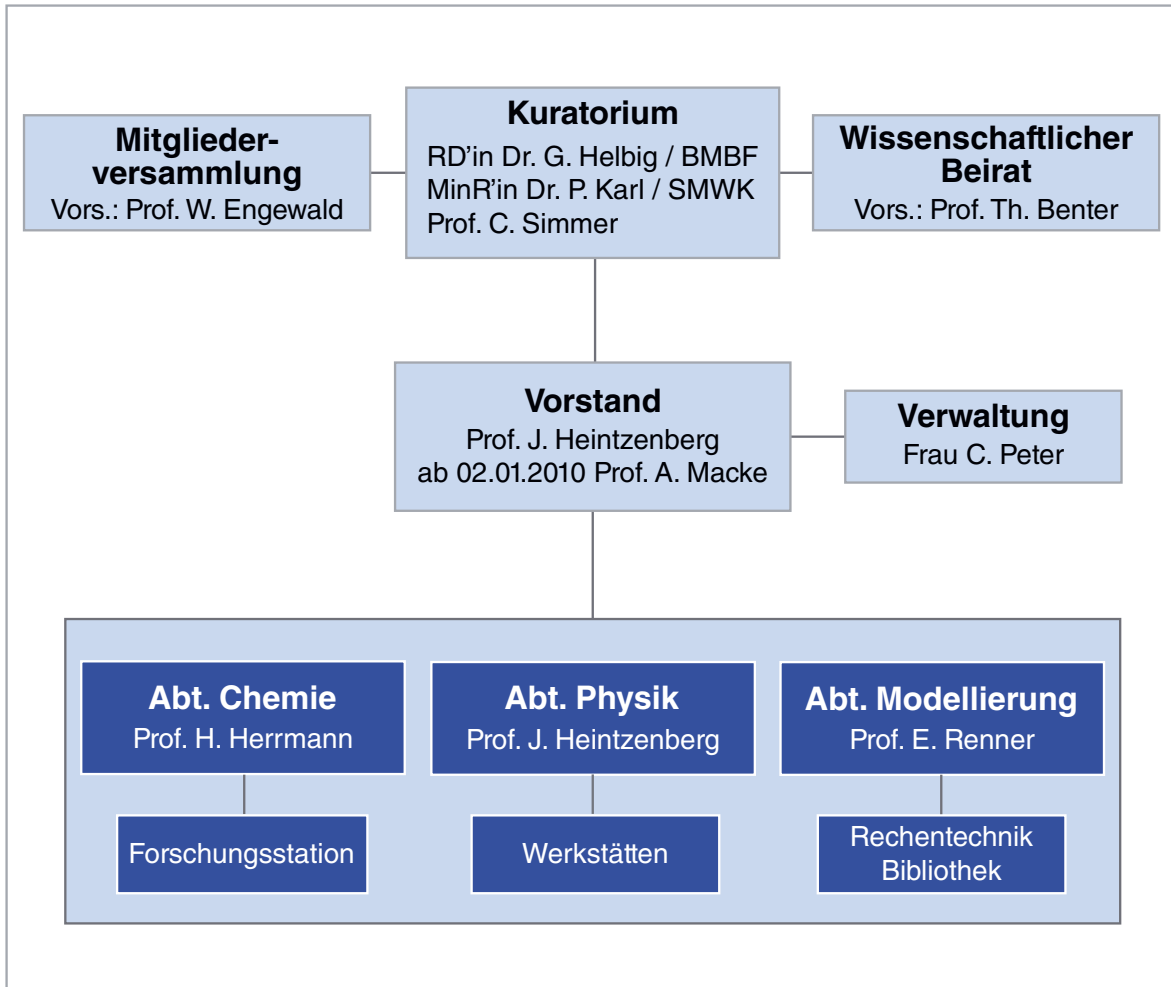 Mitglieder-
versammlung
Vors.: Prof. W. Engewald
Kuratorium
RD’in Dr. G. Helbig / BMBF
MinR’in Dr. P. Karl / SMWK
Prof. C. Simmer
Wissenschaftlicher
Beirat
Vors.: Prof. Th. Benter
Vorstand
Prof. J. Heintzenberg
ab 02.01.2010 Prof. A. Macke
Verwaltung
Frau C. Peter
Abt. Chemie
Prof. H. Herrmann
Abt. Physik
Prof. J. Heintzenberg
Abt. Modellierung
Prof. E. Renner
Forschungsstation
Werkstätten
Rechentechnik
Bibliothek